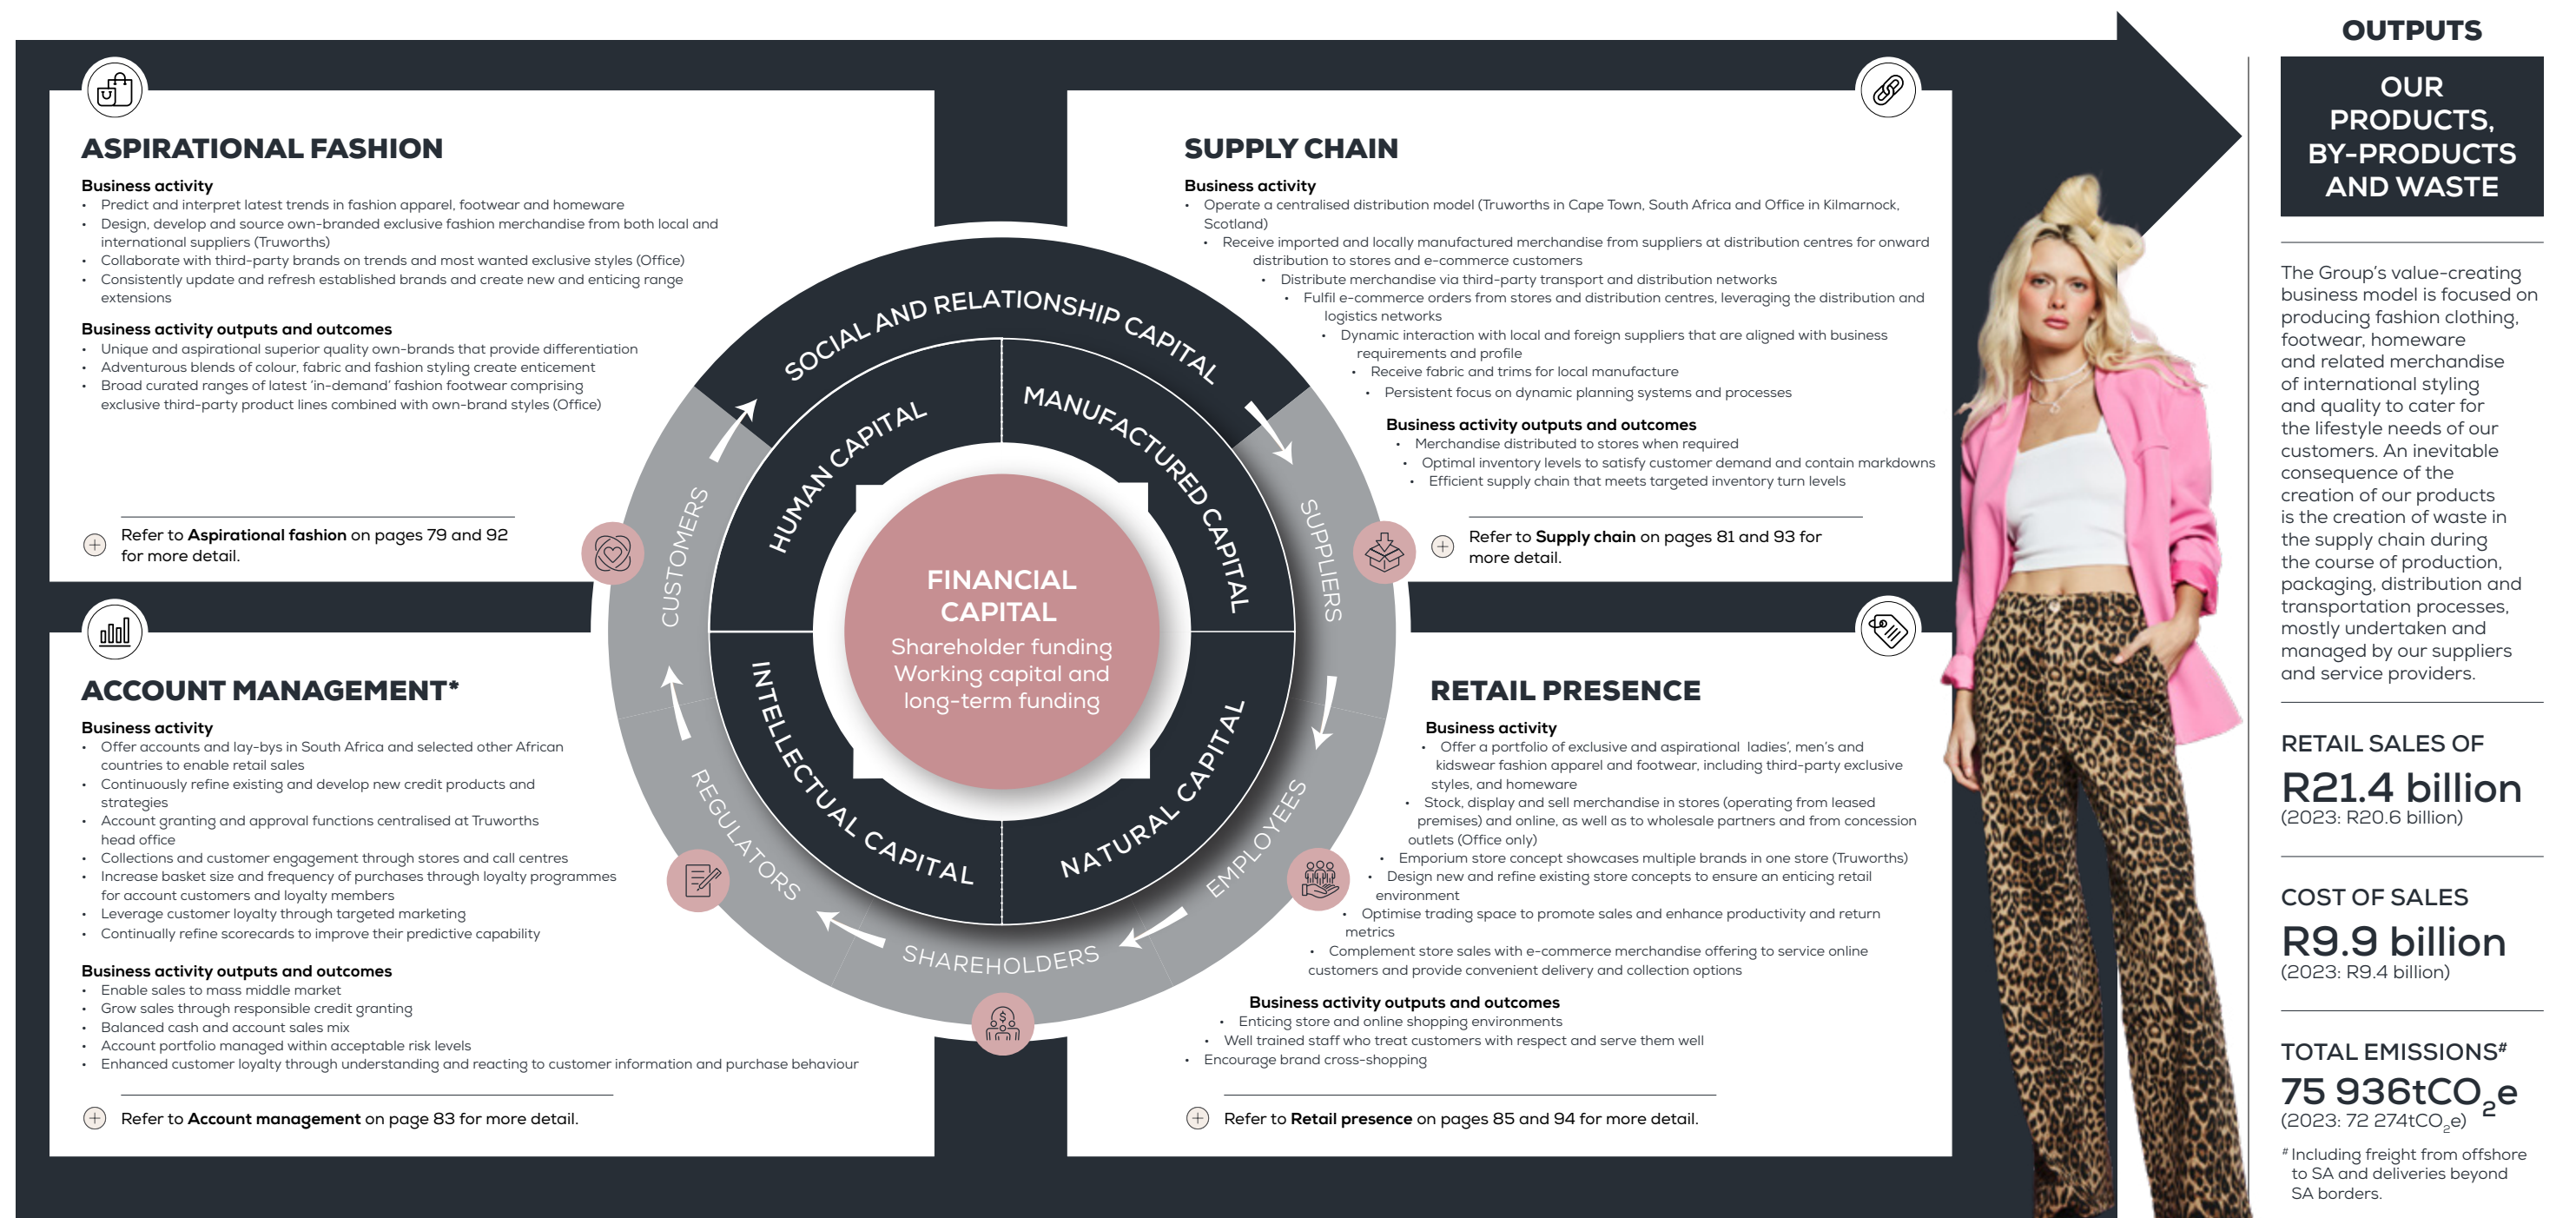 ASPIRATIONAL FASHION
Business activity
• Predict and interpret latest trends in fashion apparel, footwear and homeware
• Design, develop and source own-branded exclusive fashion merchandise from both local and
international suppliers (Truworths)
• Collaborate with third-party brands on trends and most wanted exclusive styles (Office)
• Consistently update and refresh established brands and create new and enticing range
extensions
Business activity outputs and outcomes
• Unique and aspirational superior quality own-brands that provide differentiation
• Adventurous blends of colour, fabric and fashion styling create enticement
• Broad curated ranges of latest ‘in-demand’ fashion footwear comprising
exclusive third-party product lines combined with own-brand styles (Office)
Refer to Aspirational fashion on pages 79 and 92
for more detail.
SUPPLY CHAIN
Business activity
• Operate a centralised distribution model (Truworths in Cape Town, South Africa and Office in Kilmarnock,
Scotland)
• Receive imported and locally manufactured merchandise from suppliers at distribution centres for onward
distribution to stores and e-commerce customers
• Distribute merchandise via third-party transport and distribution networks
• Fulfil e-commerce orders from stores and distribution centres, leveraging the distribution and
logistics networks
• Dynamic interaction with local and foreign suppliers that are aligned with business
requirements and profile
• Receive fabric and trims for local manufacture
• Persistent focus on dynamic planning systems and processes
Business activity outputs and outcomes
• Merchandise distributed to stores when required
• Optimal inventory levels to satisfy customer demand and contain markdowns
• Efficient supply chain that meets targeted inventory turn levels
Refer to Supply chain on pages 81 and 93 for
more detail.
SOCIAL AND RELATIONSHIP CAPITAL
HUMAN CAPITAL
MANUFACTURED CAPITAL
INTELLECTUAL CAPITAL
NATURAL CAPITAL
CUSTOMERS
SUPPLIERS
EMPLOYEES
SHAREHOLDERS
REGULATORS
FINANCIAL
CAPITAL
Shareholder funding
Working capital and
long-term funding
ACCOUNT MANAGEMENT*
Business activity
• Offer accounts and lay-bys in South Africa and selected other African
countries to enable retail sales
• Continuously refine existing and develop new credit products and
strategies
• Account granting and approval functions centralised at Truworths
head office
• Collections and customer engagement through stores and call centres
• Increase basket size and frequency of purchases through loyalty programmes
for account customers and loyalty members
• Leverage customer loyalty through targeted marketing
• Continually refine scorecards to improve their predictive capability
Business activity outputs and outcomes
• Enable sales to mass middle market
• Grow sales through responsible credit granting
• Balanced cash and account sales mix
• Account portfolio managed within acceptable risk levels
• Enhanced customer loyalty through understanding and reacting to customer information and purchase behaviour
Refer to Account management on page 83 for more detail.
RETAIL PRESENCE
Business activity
• Offer a portfolio of exclusive and aspirational ladies’, men’s and
kidswear fashion apparel and footwear, including third-party exclusive
styles, and homeware
• Stock, display and sell merchandise in stores (operating from leased
premises) and online, as well as to wholesale partners and from concession
outlets (Office only)
• Emporium store concept showcases multiple brands in one store (Truworths)
• Design new and refine existing store concepts to ensure an enticing retail
environment
• Optimise trading space to promote sales and enhance productivity and return
metrics
• Complement store sales with e-commerce merchandise offering to service online
customers and provide convenient delivery and collection options
Business activity outputs and outcomes
• Enticing store and online shopping environments
• Well trained staff who treat customers with respect and serve them well
• Encourage brand cross-shopping
Refer to Retail presence on pages 85 and 94 for more detail.
OUTPUTS
OUR
PRODUCTS,
BY-PRODUCTS
AND WASTE
The Group’s value-creating
business model is focused on
producing fashion clothing,
footwear, homeware
and related merchandise
of international styling
and quality to cater for
the lifestyle needs of our
customers. An inevitable
consequence of the
creation of our products
is the creation of waste in
the supply chain during
the course of production,
packaging, distribution and
transportation processes,
mostly undertaken and
managed by our suppliers
and service providers.
RETAIL SALES OF
R21.4 billion
(2023: R20.6 billion)
COST OF SALES
R9.9 billion
(2023: R9.4 billion)
TOTAL EMISSIONS#
75 936tCO2e
(2023: 72 274tCO2e)
# Including freight from offshore
to SA and deliveries beyond
SA borders.